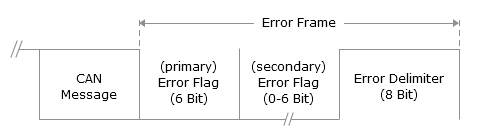 Error Frame
CAN
Message
(primary)
Error Flag
(6 Bit)
(secondary)
Error Flag
(0-6 Bit)
Error Delimiter
(8 Bit)